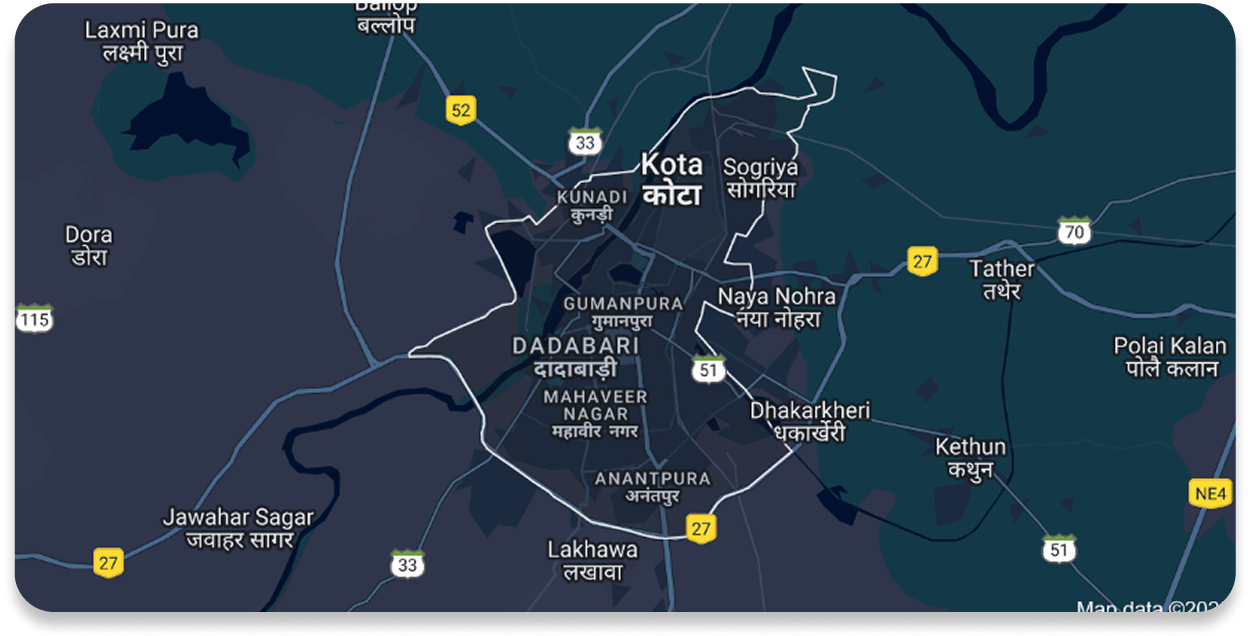 Ballop
बल्लोप
Laxmi Pura
लक्ष्मी पुरा
52
33
Kota
कोटा
Sogriya
सोगरिया
KUNADI
कुनड़ी
Dora
डोरा
70
27
Tather
तथेर
115
GUMANPURA
गुमानपुरा
Naya Nohra
नया नोहरा
DADABARI
दादाबाड़ी
51
Polai Kalan
पोलै कलान
MAHAVEER
NAGAR
महावीर नगर
Dhakarkheri
धकार्खेरी
Kethun
कथुन
ANANTPURA
अनंतपुर
NE4
Jawahar Sagar
जवाहर सागर
27
Lakhawa
लखावा
27
33
51
Map data ©202